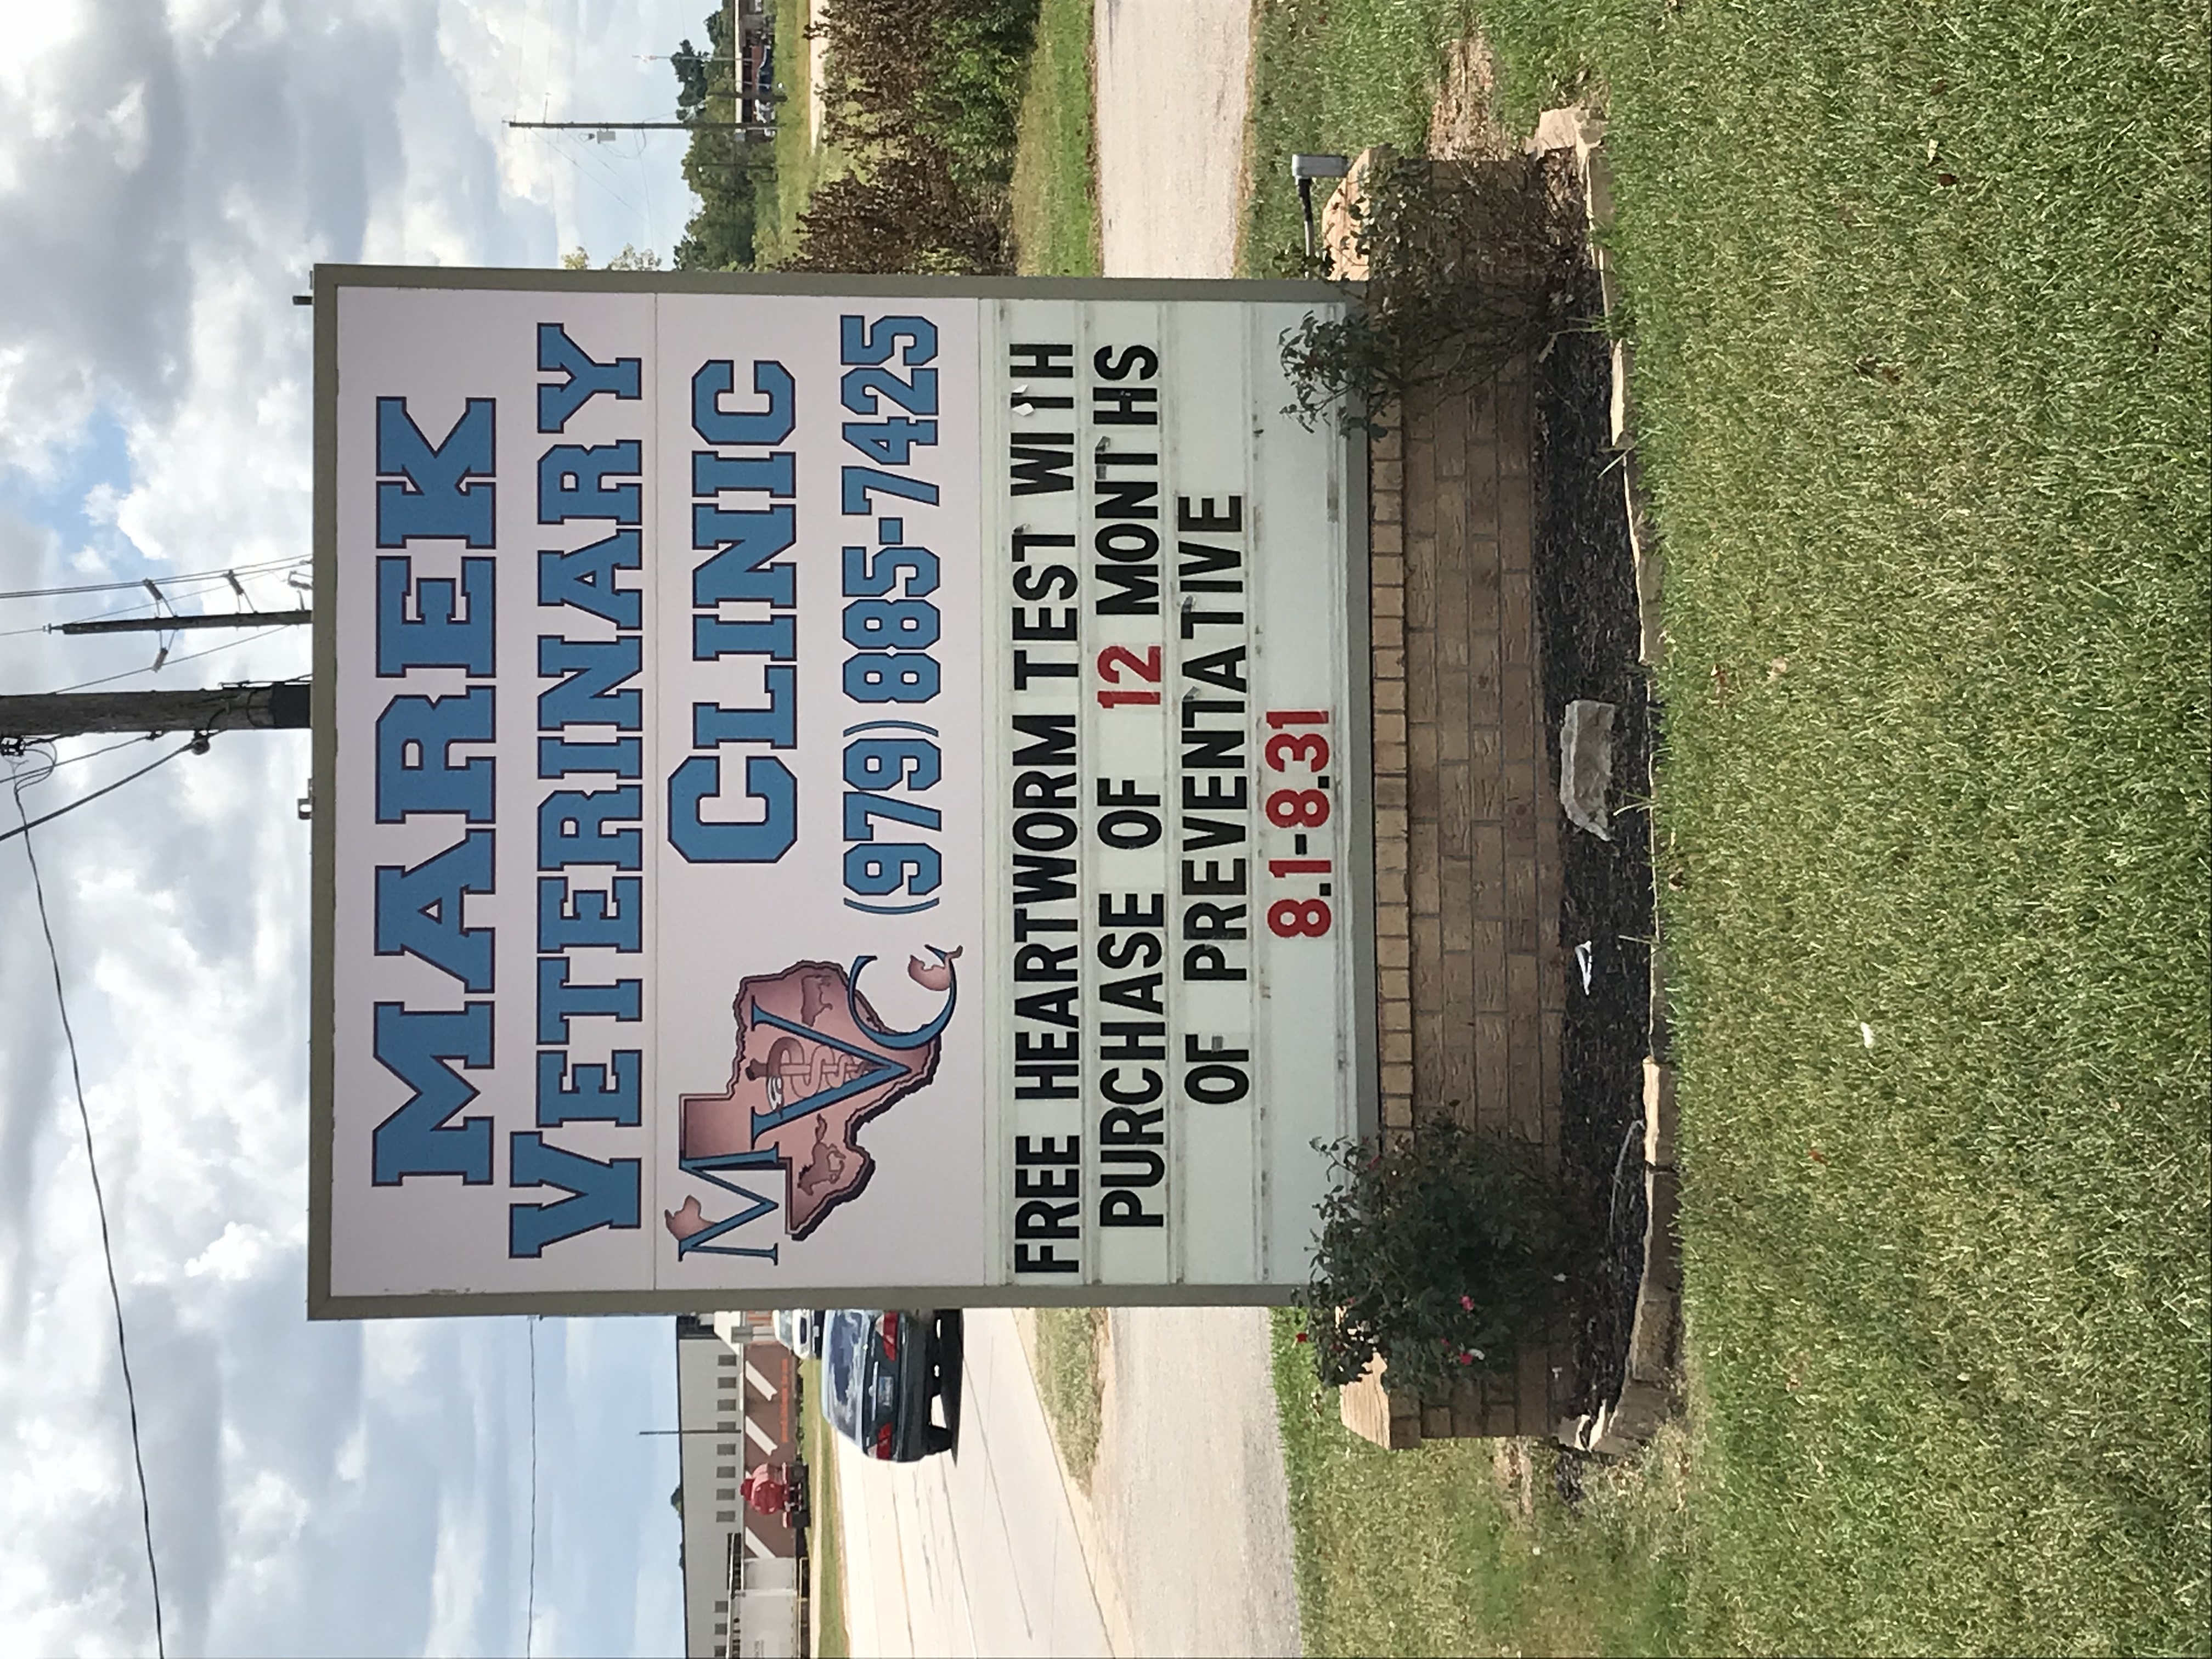 MAREK
VETERINARY
CLINIC
MVC
(979) 885-7425
FREE HEARTWORM TEST WITH
PURCHASE OF 12 MONTHS
OF PREVENTATIVE
8.1-8.31